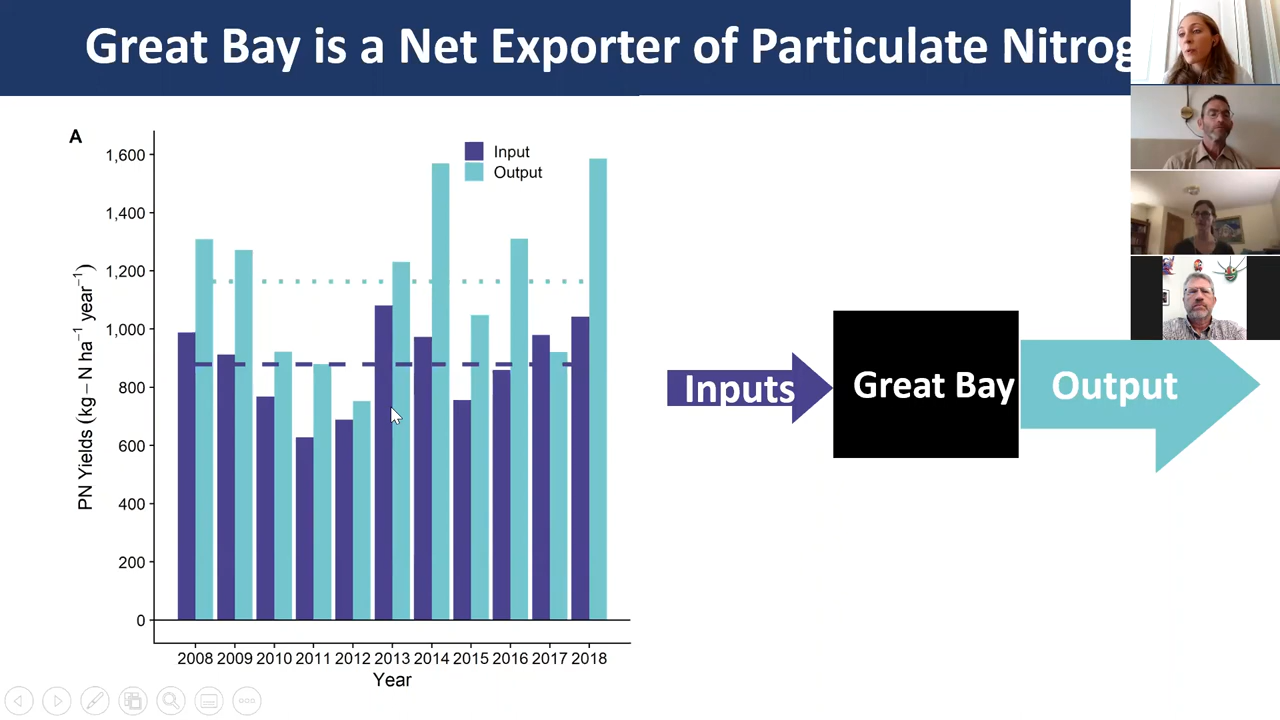 Great Bay is a Net Exporter of Particulate Nitrog
A
Input
Output
1,600
1,400
1,200
1,000
800
600
400
200
0
PN Yields (kg – N ha⁻¹ year⁻¹)
2008 2009 2010 2011 2012 2013 2014 2015 2016 2017 2018
Year
Inputs
Great Bay
Output